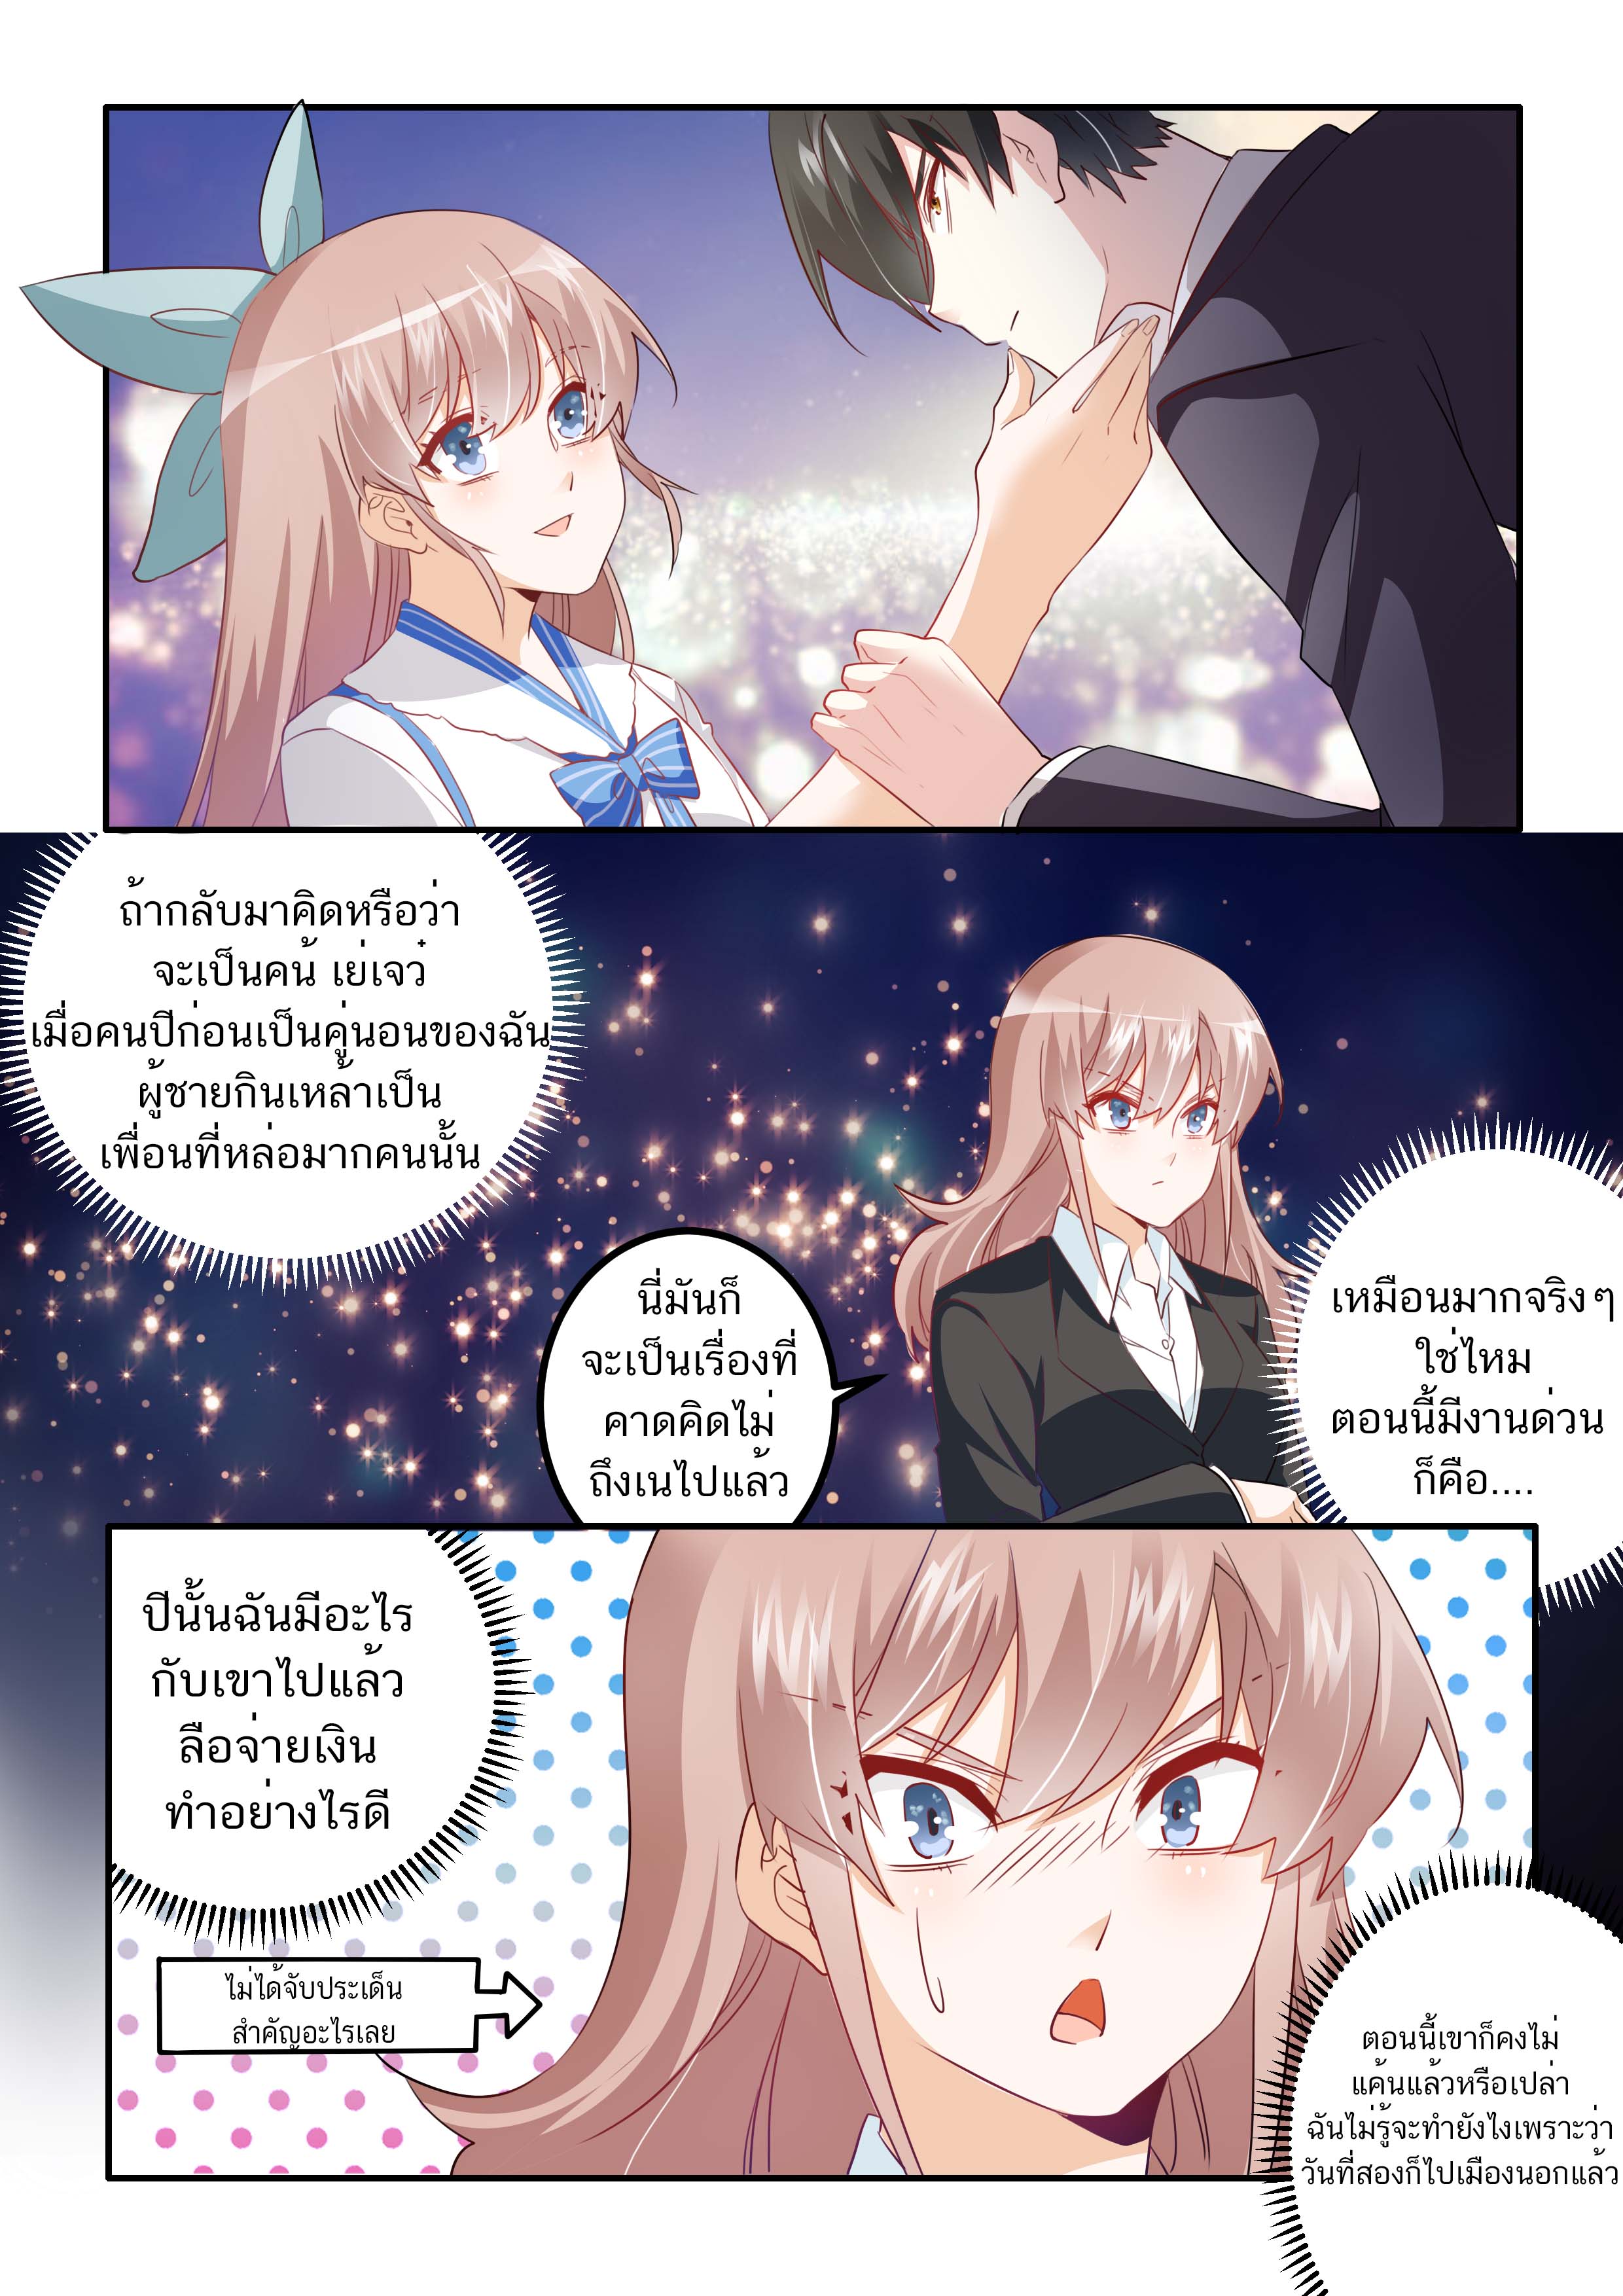 ถ้ากลับมาคิดหรือว่า
จะเป็นคน้ เย่เจว๋
เมื่อคนปีก่อนเป็นคู่นอนของฉัน
ผู้ชายกินเหล้าเป็น
เพื่อนที่หล่อมากคนนั้น
นี่มันก็
จะเป็นเรื่องที่
คาดคิดไม่
ถึงเนไปแล้ว
เหมือนมากจริงๆ
ใช่ไหม
ตอนนี้มีงานด่วน
ก็คือ....
ปีนั้นฉันมีอะไร
กับเขาไปแล้ว
ลือจ่ายเงิน
ทำอย่างไรดี
ไม่ได้จับประเด็น
สำคัญอะไรเลย
ตอนนี้เขาก็คงไม่
แค้นแล้วหรือเปล่า
ฉันไม่รู้จะทำยังไงเพราะว่า
วันที่สองก็ไปเมืองนอกแล้ว